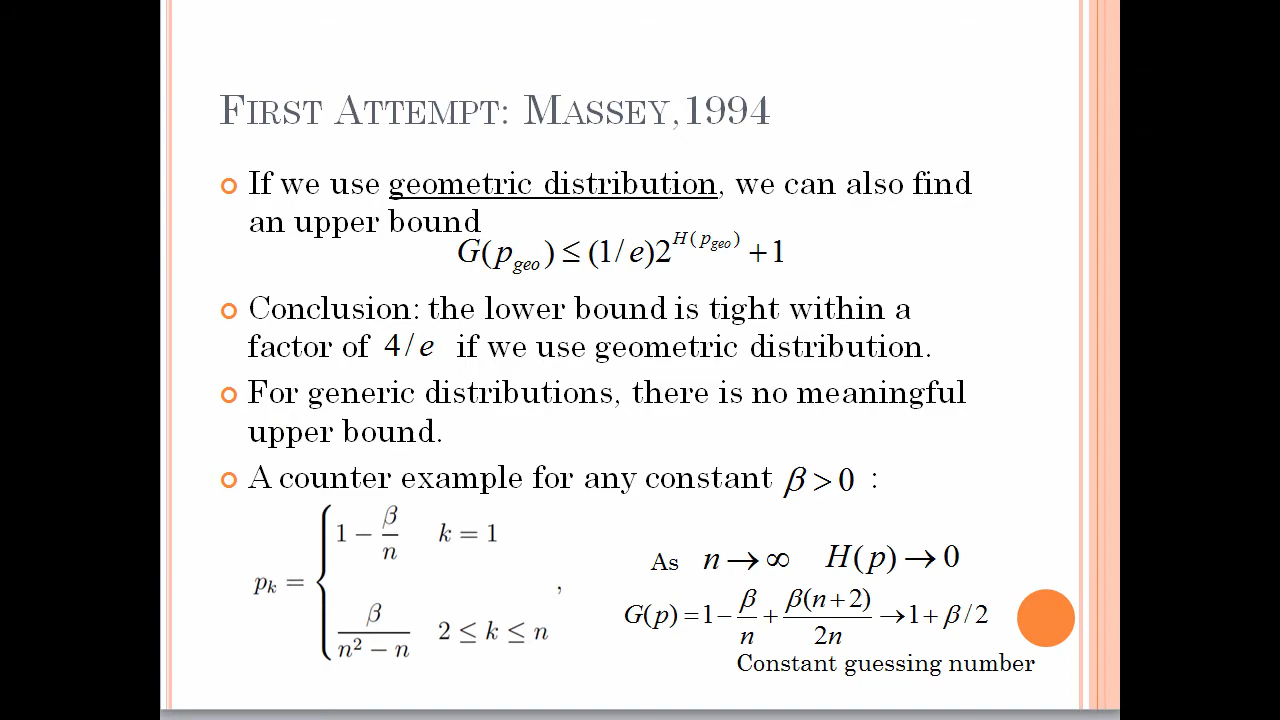 FIRST ATTEMPT: MASSEY,1994
If we use geometric distribution, we can also find
an upper bound
G(p_geo) ≤ (1/e)2^{H(p_geo)} + 1
Conclusion: the lower bound is tight within a
factor of 4/e if we use geometric distribution.
For generic distributions, there is no meaningful
upper bound.
A counter example for any constant β > 0 :
p_k = { 1 − β/n   k = 1
β/(n² − n)   2 ≤ k ≤ n ,
As n → ∞ H(p) → 0
G(p) = 1 − β/n + β(n+2)/2n → 1 + β/2
Constant guessing number